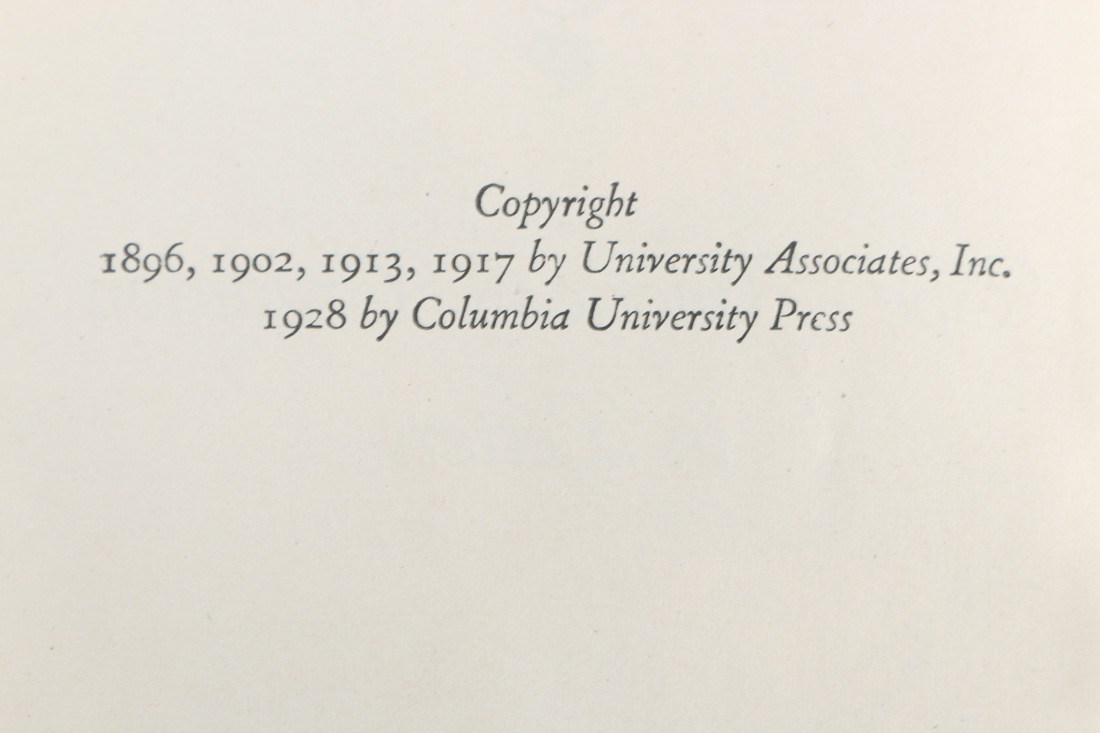 Copyright
1896, 1902, 1913, 1917 by University Associates, Inc.
1928 by Columbia University Press